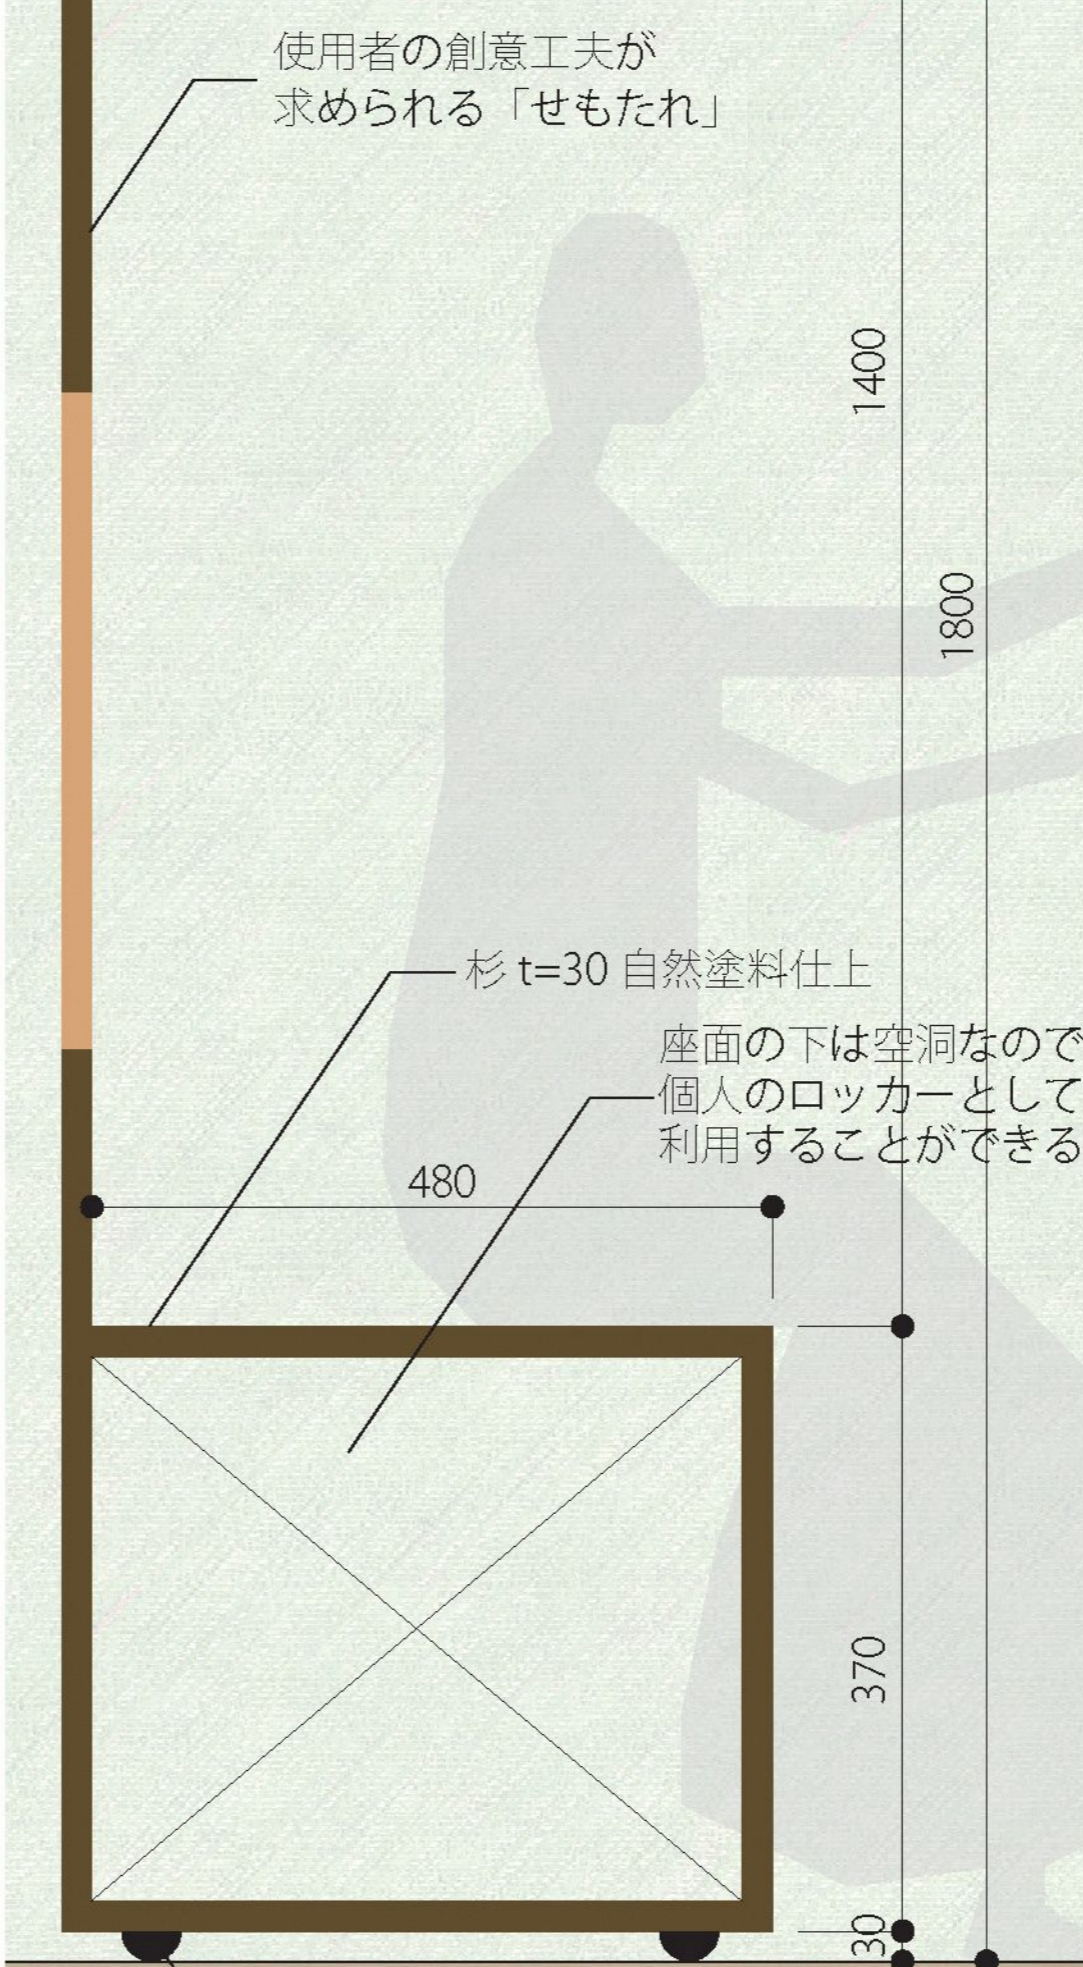 使用者の創意工夫が
求められる「せもたれ」
1400
1800
杉 t=30 自然塗料仕上
座面の下は空洞なので
個人のロッカーとして
利用することができる
480
370
30